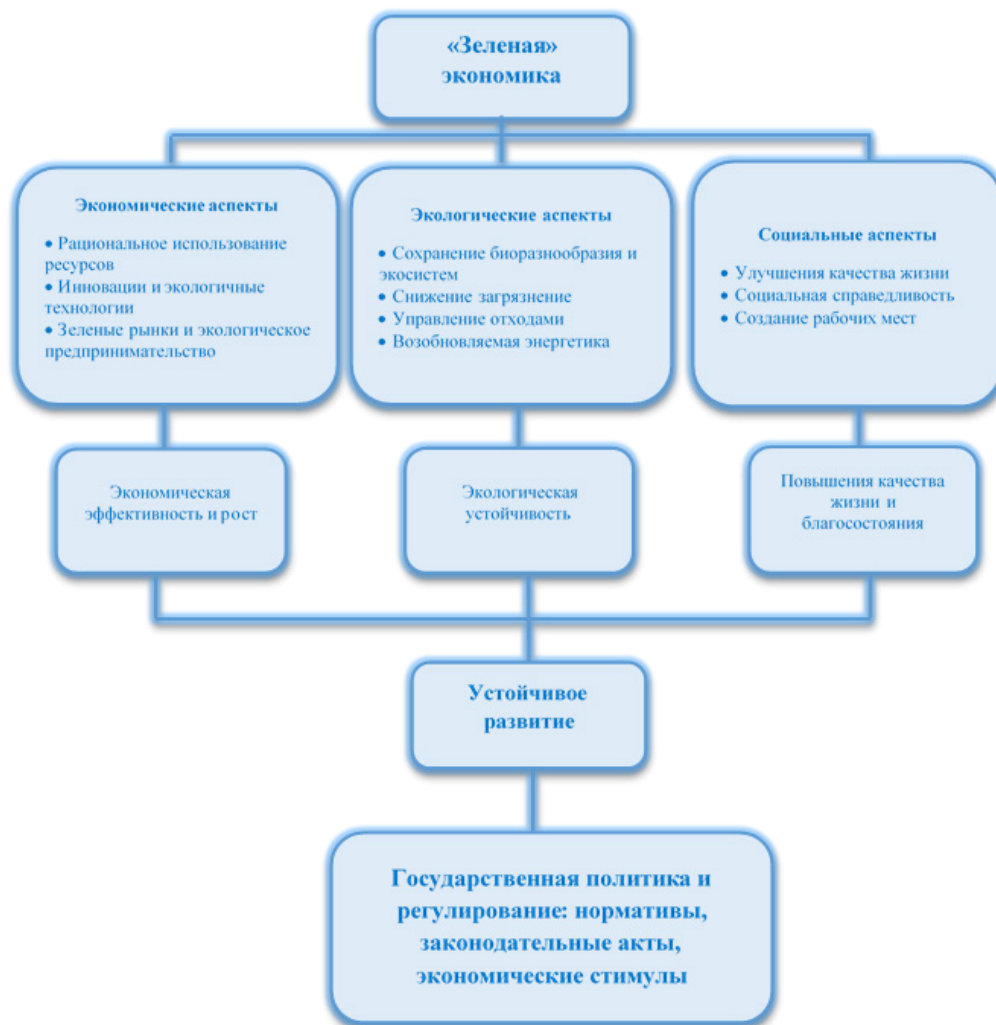 «Зеленая»
экономика
Экономические аспекты
• Рациональное использование
ресурсов
• Инновации и экологичные
технологии
• Зеленые рынки и экологическое
предпринимательство
Экологические аспекты
• Сохранение биоразнообразия и
экосистем
• Снижение загрязнение
• Управление отходами
• Возобновляемая энергетика
Социальные аспекты
• Улучшения качества жизни
• Социальная справедливость
• Создание рабочих мест
Экономическая
эффективность и рост
Экологическая
устойчивость
Повышения качества
жизни и
благосостояния
Устойчивое
развитие
Государственная политика и
регулирование: нормативы,
законодательные акты,
экономические стимулы